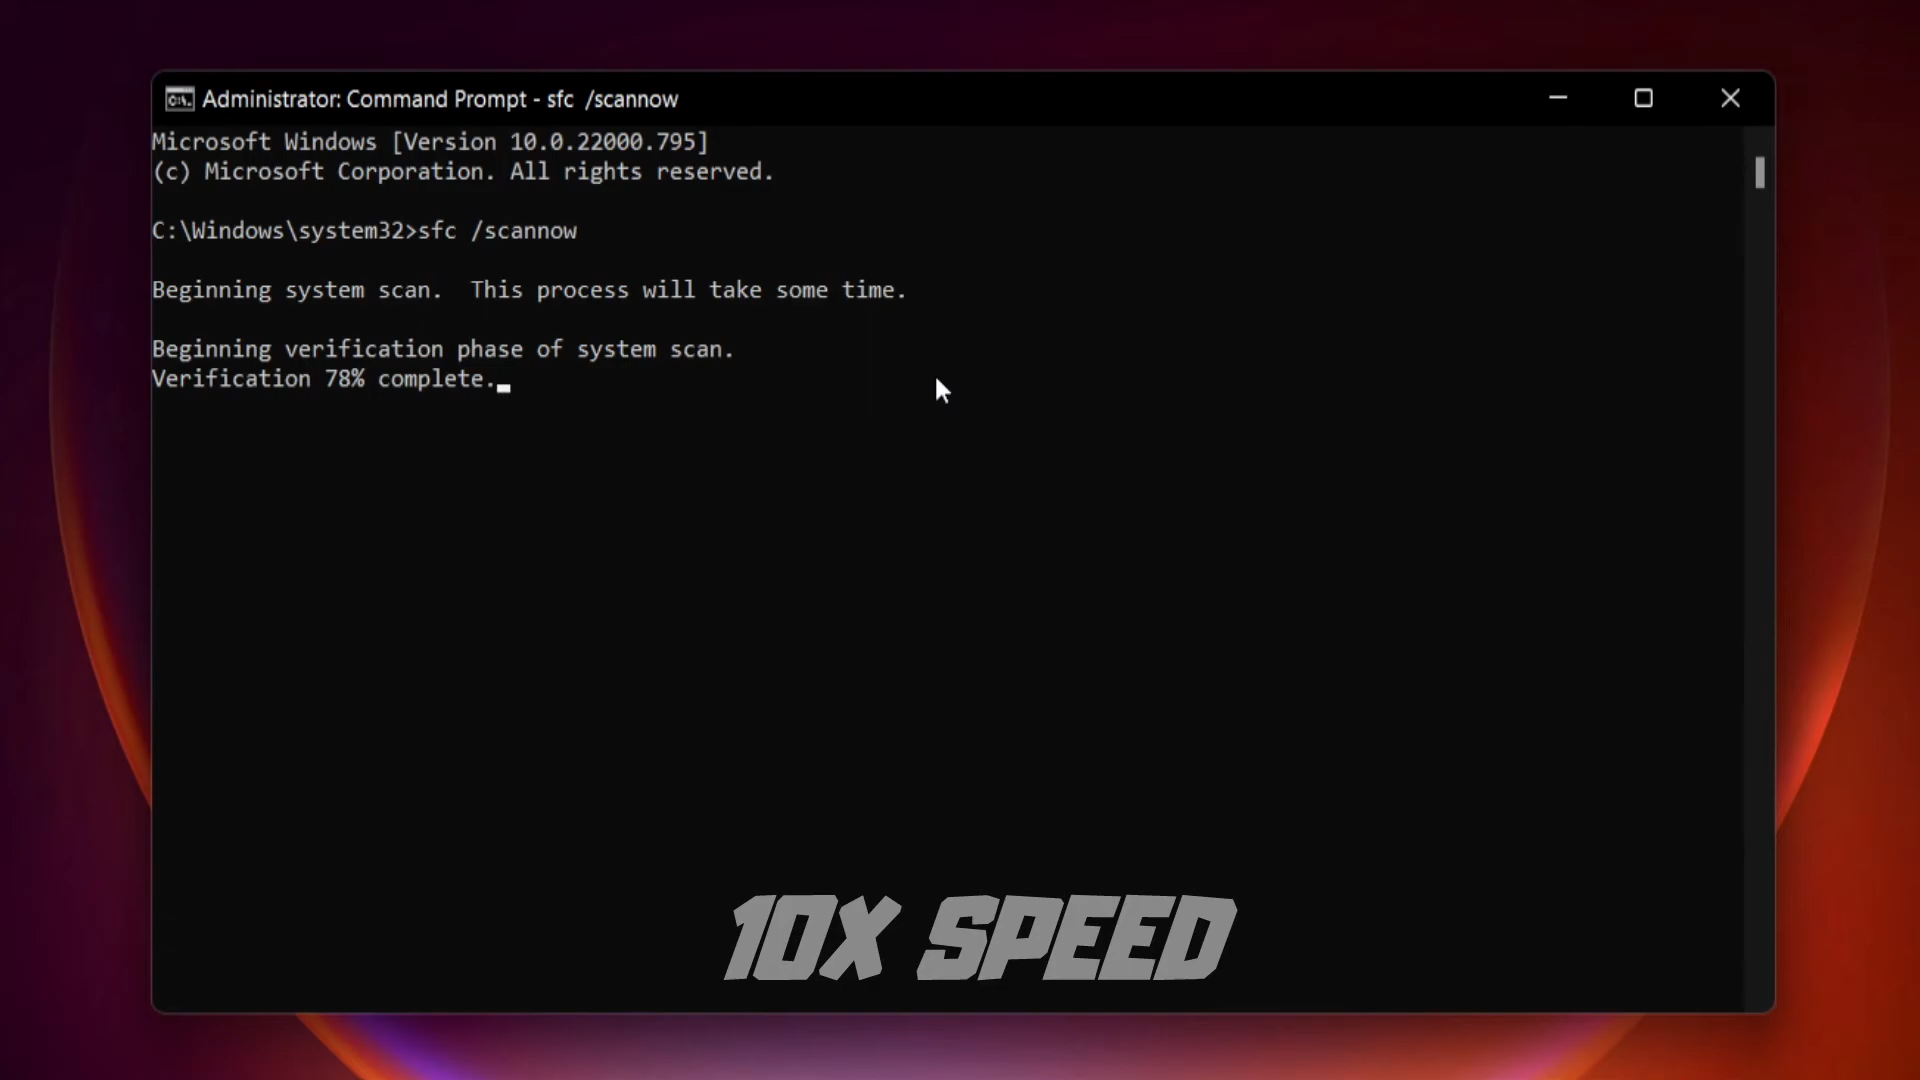 Administrator: Command Prompt - sfc  /scannow
Microsoft Windows [Version 10.0.22000.795]
(c) Microsoft Corporation. All rights reserved.
C:\Windows\system32>sfc /scannow
Beginning system scan.  This process will take some time.
Beginning verification phase of system scan.
Verification 78% complete.
10X SPEED